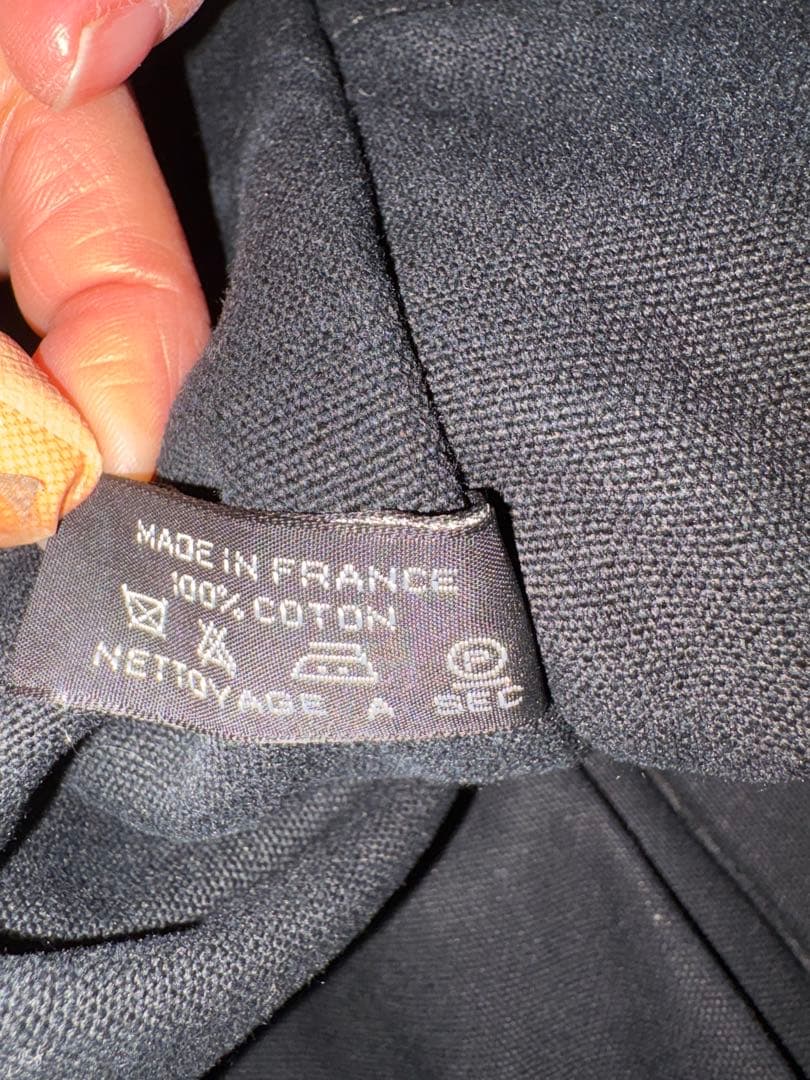 MADE IN FRANCE
100% COTON
P
NETTOYAGE A SEC